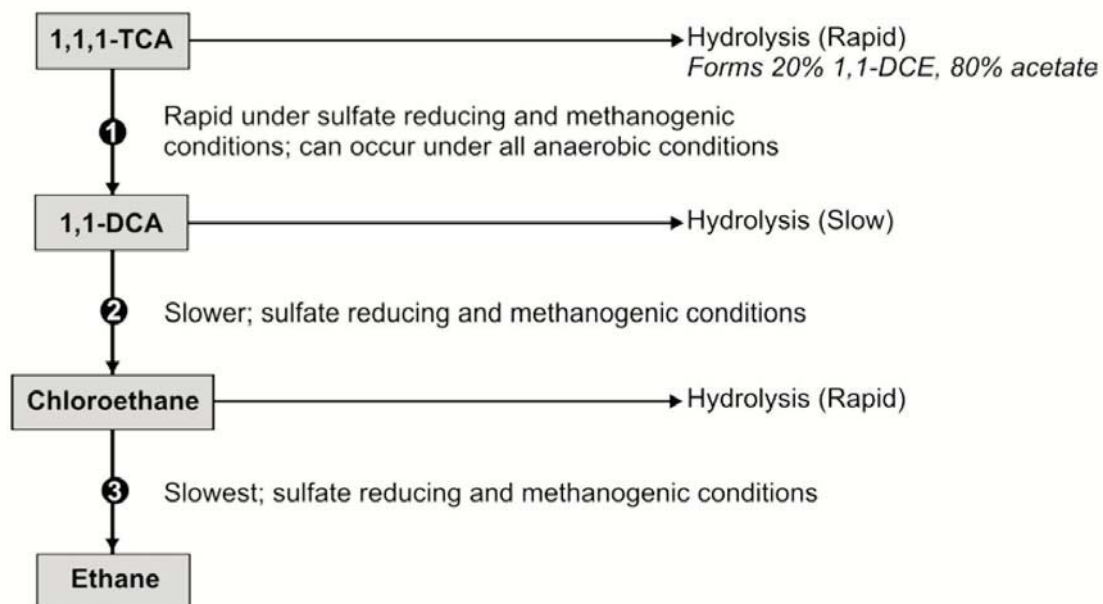 1,1,1-TCA
Hydrolysis (Rapid)
Forms 20% 1,1-DCE, 80% acetate
1
Rapid under sulfate reducing and methanogenic
conditions; can occur under all anaerobic conditions
1,1-DCA
Hydrolysis (Slow)
2
Slower; sulfate reducing and methanogenic conditions
Chloroethane
Hydrolysis (Rapid)
3
Slowest; sulfate reducing and methanogenic conditions
Ethane